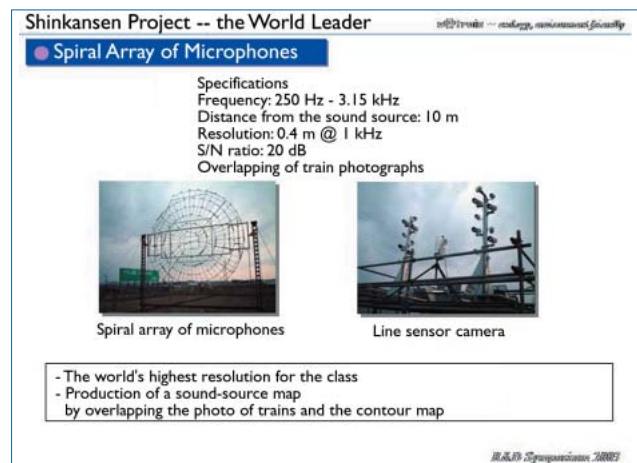 Shinkansen Project -- the World Leader
Spiral Array of Microphones
Specifications
Frequency: 250 Hz - 3.15 kHz
Distance from the sound source: 10 m
Resolution: 0.4 m @ 1 kHz
S/N ratio: 20 dB
Overlapping of train photographs
Spiral array of microphones
Line sensor camera
- The world's highest resolution for the class
- Production of a sound-source map
by overlapping the photo of trains and the contour map
R&D Symposium 2003